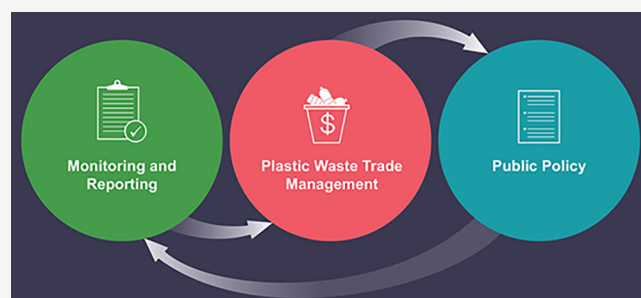 Monitoring and
Reporting
$
Plastic Waste Trade
Management
Public Policy